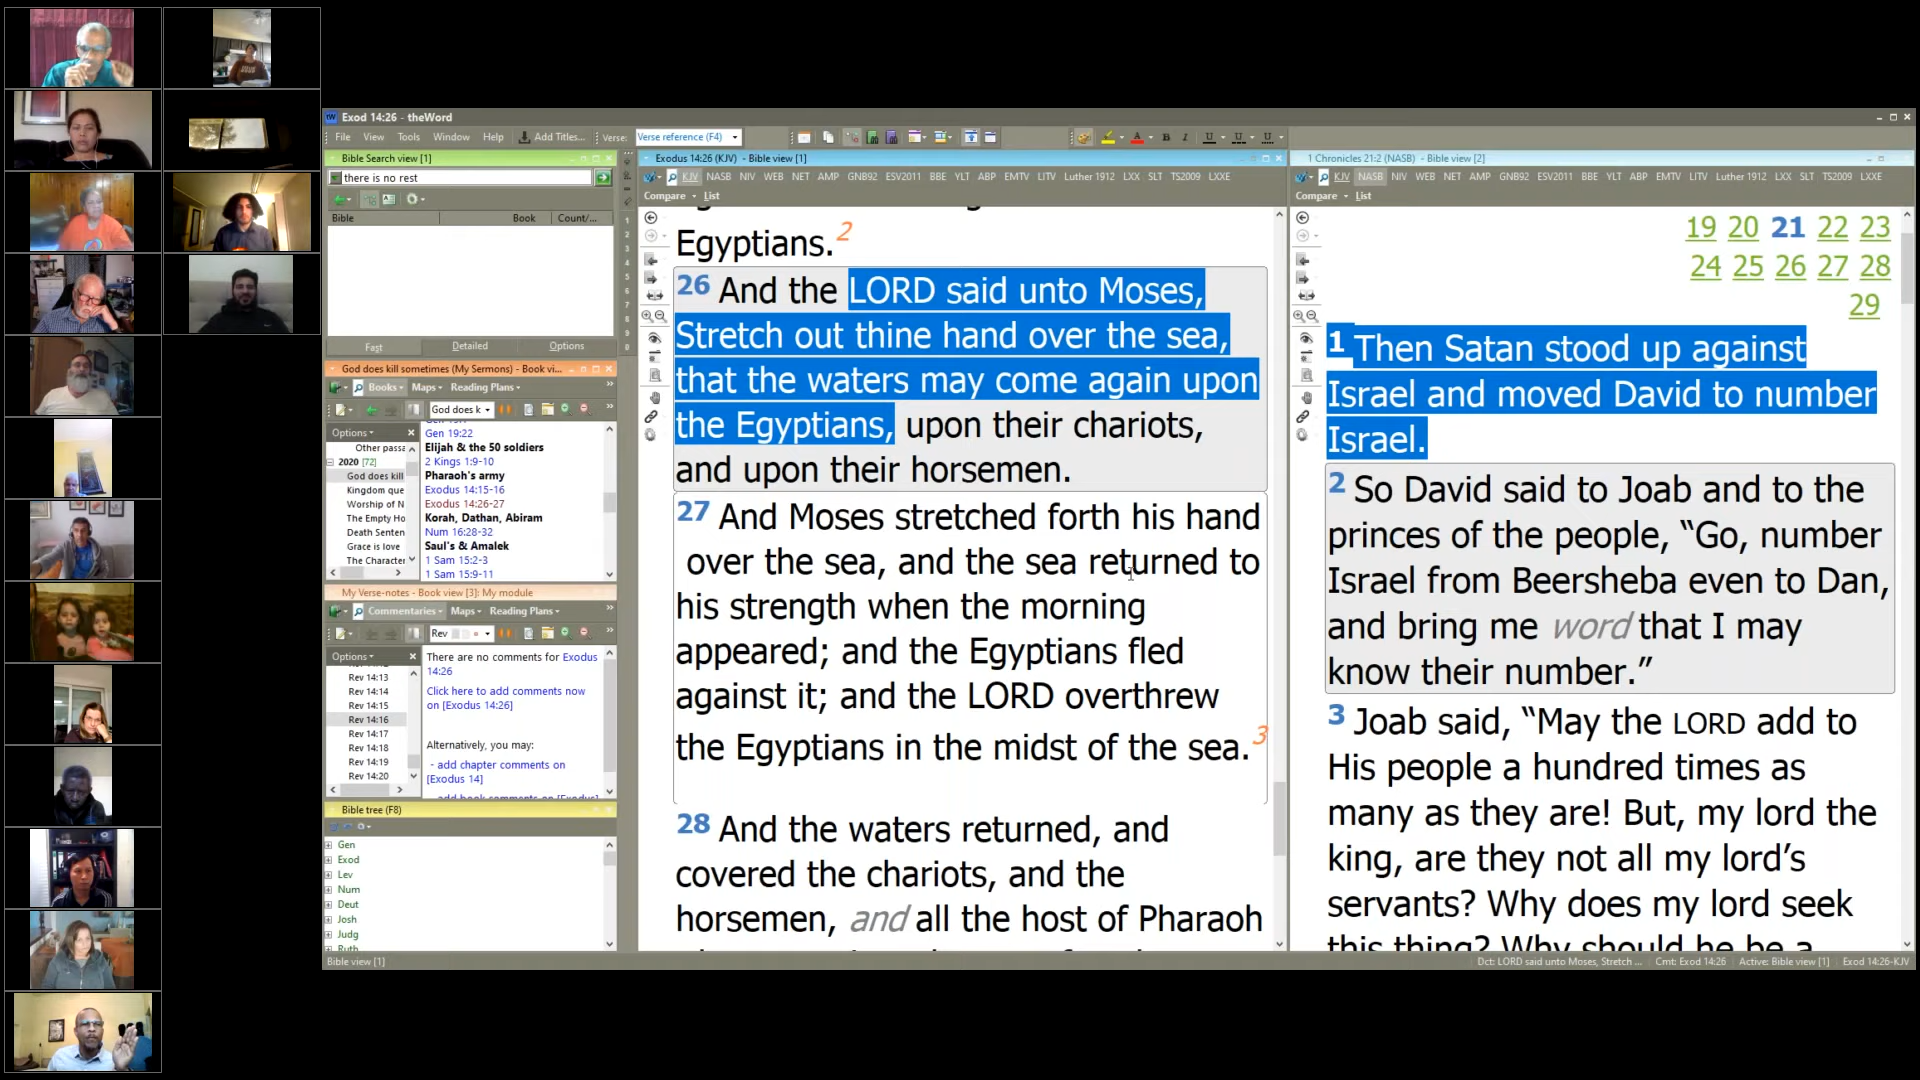 Exod 14:26 - theWord
File View Tools Window Help Add Titles... Verse: Verse reference (F4)
Bible Search view [1]
there is no rest
Bible Book Count/...
Fast Detailed Options
God does kill sometimes (My Sermons) - Book vi...
Books Maps Reading Plans
God does k
Options
Other passa
2020 [72]
God does kill
Kingdom que
Worship of N
The Empty Ho
Death Senten
Grace is love
The Character
Gen 19:22
Elijah & the 50 soldiers
2 Kings 1:9-10
Pharaoh's army
Exodus 14:15-16
Exodus 14:26-27
Korah, Dathan, Abiram
Num 16:28-32
Saul's & Amalek
1 Sam 15:2-3
1 Sam 15:9-11
My Verse-notes - Book view [3]: My module
Commentaries Maps Reading Plans
Rev
Options
Rev 14:13
Rev 14:14
Rev 14:15
Rev 14:16
Rev 14:17
Rev 14:18
Rev 14:19
Rev 14:20
There are no comments for Exodus
14:26
Click here to add comments now
on [Exodus 14:26]
Alternatively, you may:
- add chapter comments on
[Exodus 14]
- add book comments on [Exodus]
Bible tree (F8)
Gen
Exod
Lev
Num
Deut
Josh
Judg
Ruth
Exodus 14:26 (KJV) - Bible view [1]
KJV NASB NIV WEB NET AMP GNB92 ESV2011 BBE YLT ABP EMTV LITV Luther 1912 LXX SLT TS2009 LXXE
Compare List
Egyptians.2
26 And the LORD said unto Moses,
Stretch out thine hand over the sea,
that the waters may come again upon
the Egyptians, upon their chariots,
and upon their horsemen.
27 And Moses stretched forth his hand
over the sea, and the sea returned to
his strength when the morning
appeared; and the Egyptians fled
against it; and the LORD overthrew
the Egyptians in the midst of the sea.3
28 And the waters returned, and
covered the chariots, and the
horsemen, and all the host of Pharaoh
1 Chronicles 21:2 (NASB) - Bible view [2]
KJV NASB NIV WEB NET AMP GNB92 ESV2011 BBE YLT ABP EMTV LITV Luther 1912 LXX SLT TS2009 LXXE
Compare List
19 20 21 22 23
24 25 26 27 28
29
1 Then Satan stood up against
Israel and moved David to number
Israel.
2 So David said to Joab and to the
princes of the people, “Go, number
Israel from Beersheba even to Dan,
and bring me word that I may
know their number.”
3 Joab said, “May the LORD add to
His people a hundred times as
many as they are! But, my lord the
king, are they not all my lord’s
servants? Why does my lord seek
this thing? Why should he be a
Bible view [1] Dct: LORD said unto Moses, Stretch ... Cmt: Exod 14:26 Active: Bible view [1] Exod 14:26-KJV